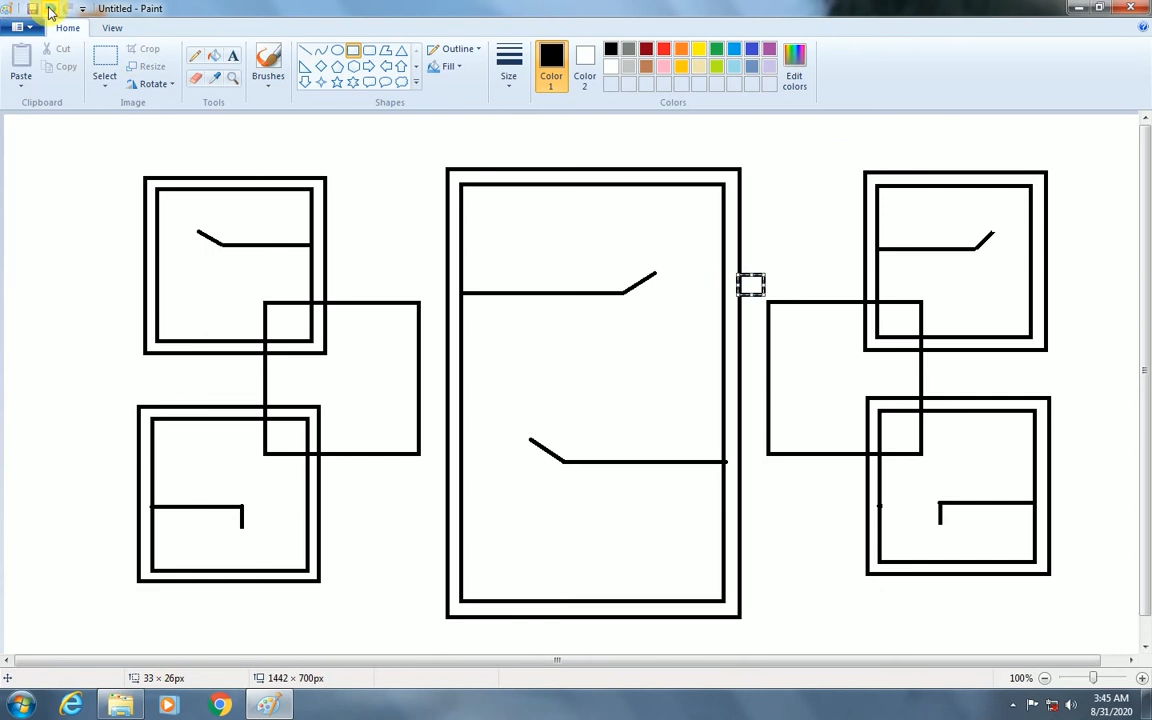 Untitled - Paint
Home
View
Paste
Cut
Copy
Clipboard
Select
Crop
Resize
Rotate
Image
A
Tools
Brushes
Outline
Fill
Shapes
Size
Color 1
Color 2
Edit colors
Colors
33 × 26px
1442 × 700px
100%
3:45 AM
8/31/2020